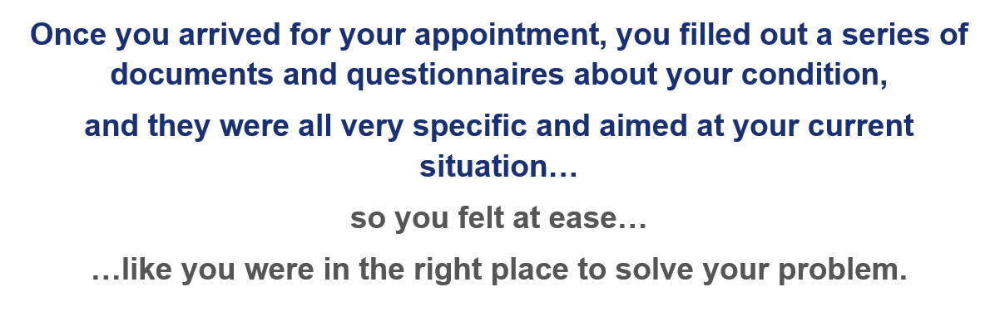 Once you arrived for your appointment, you filled out a series of
documents and questionnaires about your condition,
and they were all very specific and aimed at your current
situation…
so you felt at ease…
…like you were in the right place to solve your problem.